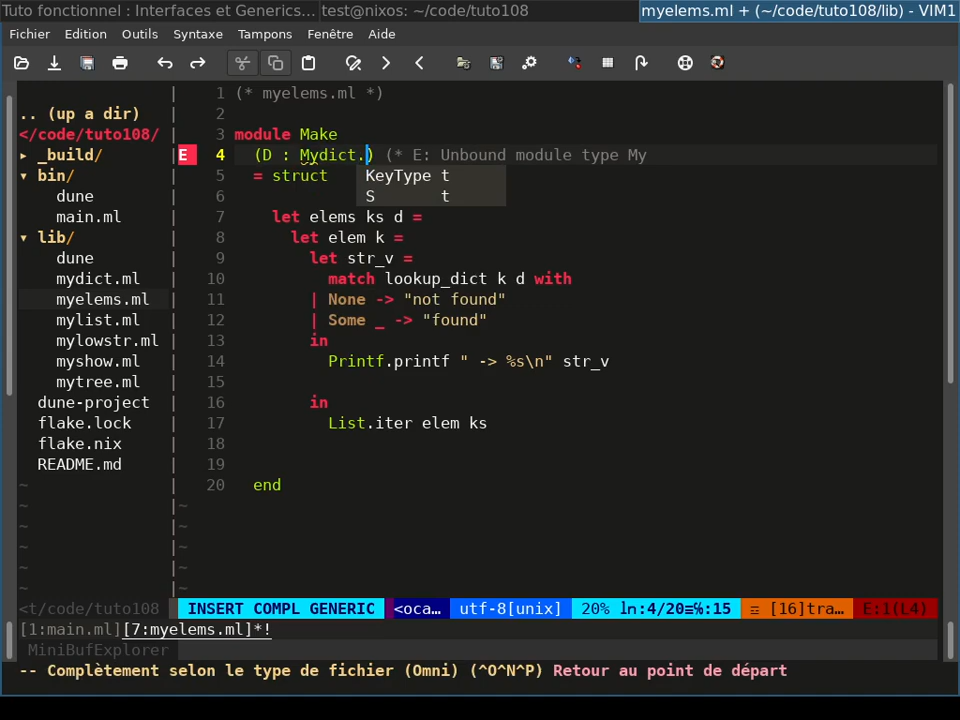 Tuto fonctionnel : Interfaces et Generics... test@nixos: ~/code/tuto108 myelems.ml + (~/code/tuto108/lib) - VIM1
Fichier Edition Outils Syntaxe Tampons Fenêtre Aide
.. (up a dir)
</code/tuto108/
▸ _build/
▾ bin/
dune
main.ml
▾ lib/
dune
mydict.ml
myelems.ml
mylist.ml
mylowstr.ml
myshow.ml
mytree.ml
dune-project
flake.lock
flake.nix
README.md
~
~
~
~
~
<t/code/tuto108
1 (* myelems.ml *)
2
3 module Make
E 4 (D : Mydict.) (* E: Unbound module type My
KeyType t
S t
5 = struct
6
7 let elems ks d =
8 let elem k =
9 let str_v =
10 match lookup_dict k d with
11 | None -> "not found"
12 | Some _ -> "found"
13 in
14 Printf.printf " -> %s\n" str_v
15
16 in
17 List.iter elem ks
18
19
20 end
~
~
~
~
INSERT COMPL GENERIC <oca… utf-8[unix] 20% ln:4/20≡℅:15 ☲ [16]tra… E:1(L4)
[1:main.ml][7:myelems.ml]*!
MiniBufExplorer
-- Complètement selon le type de fichier (Omni) (^O^N^P) Retour au point de départ